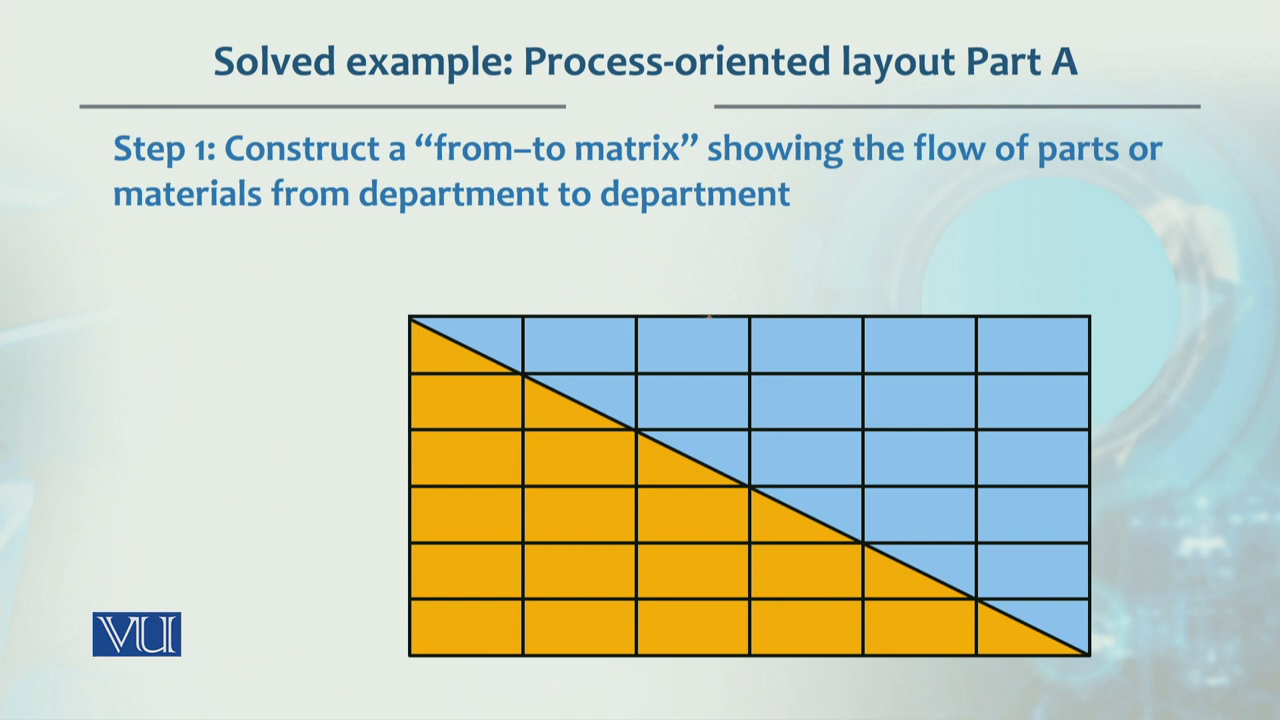 Solved example: Process-oriented layout Part A
Step 1: Construct a “from–to matrix” showing the flow of parts or
materials from department to department
VU